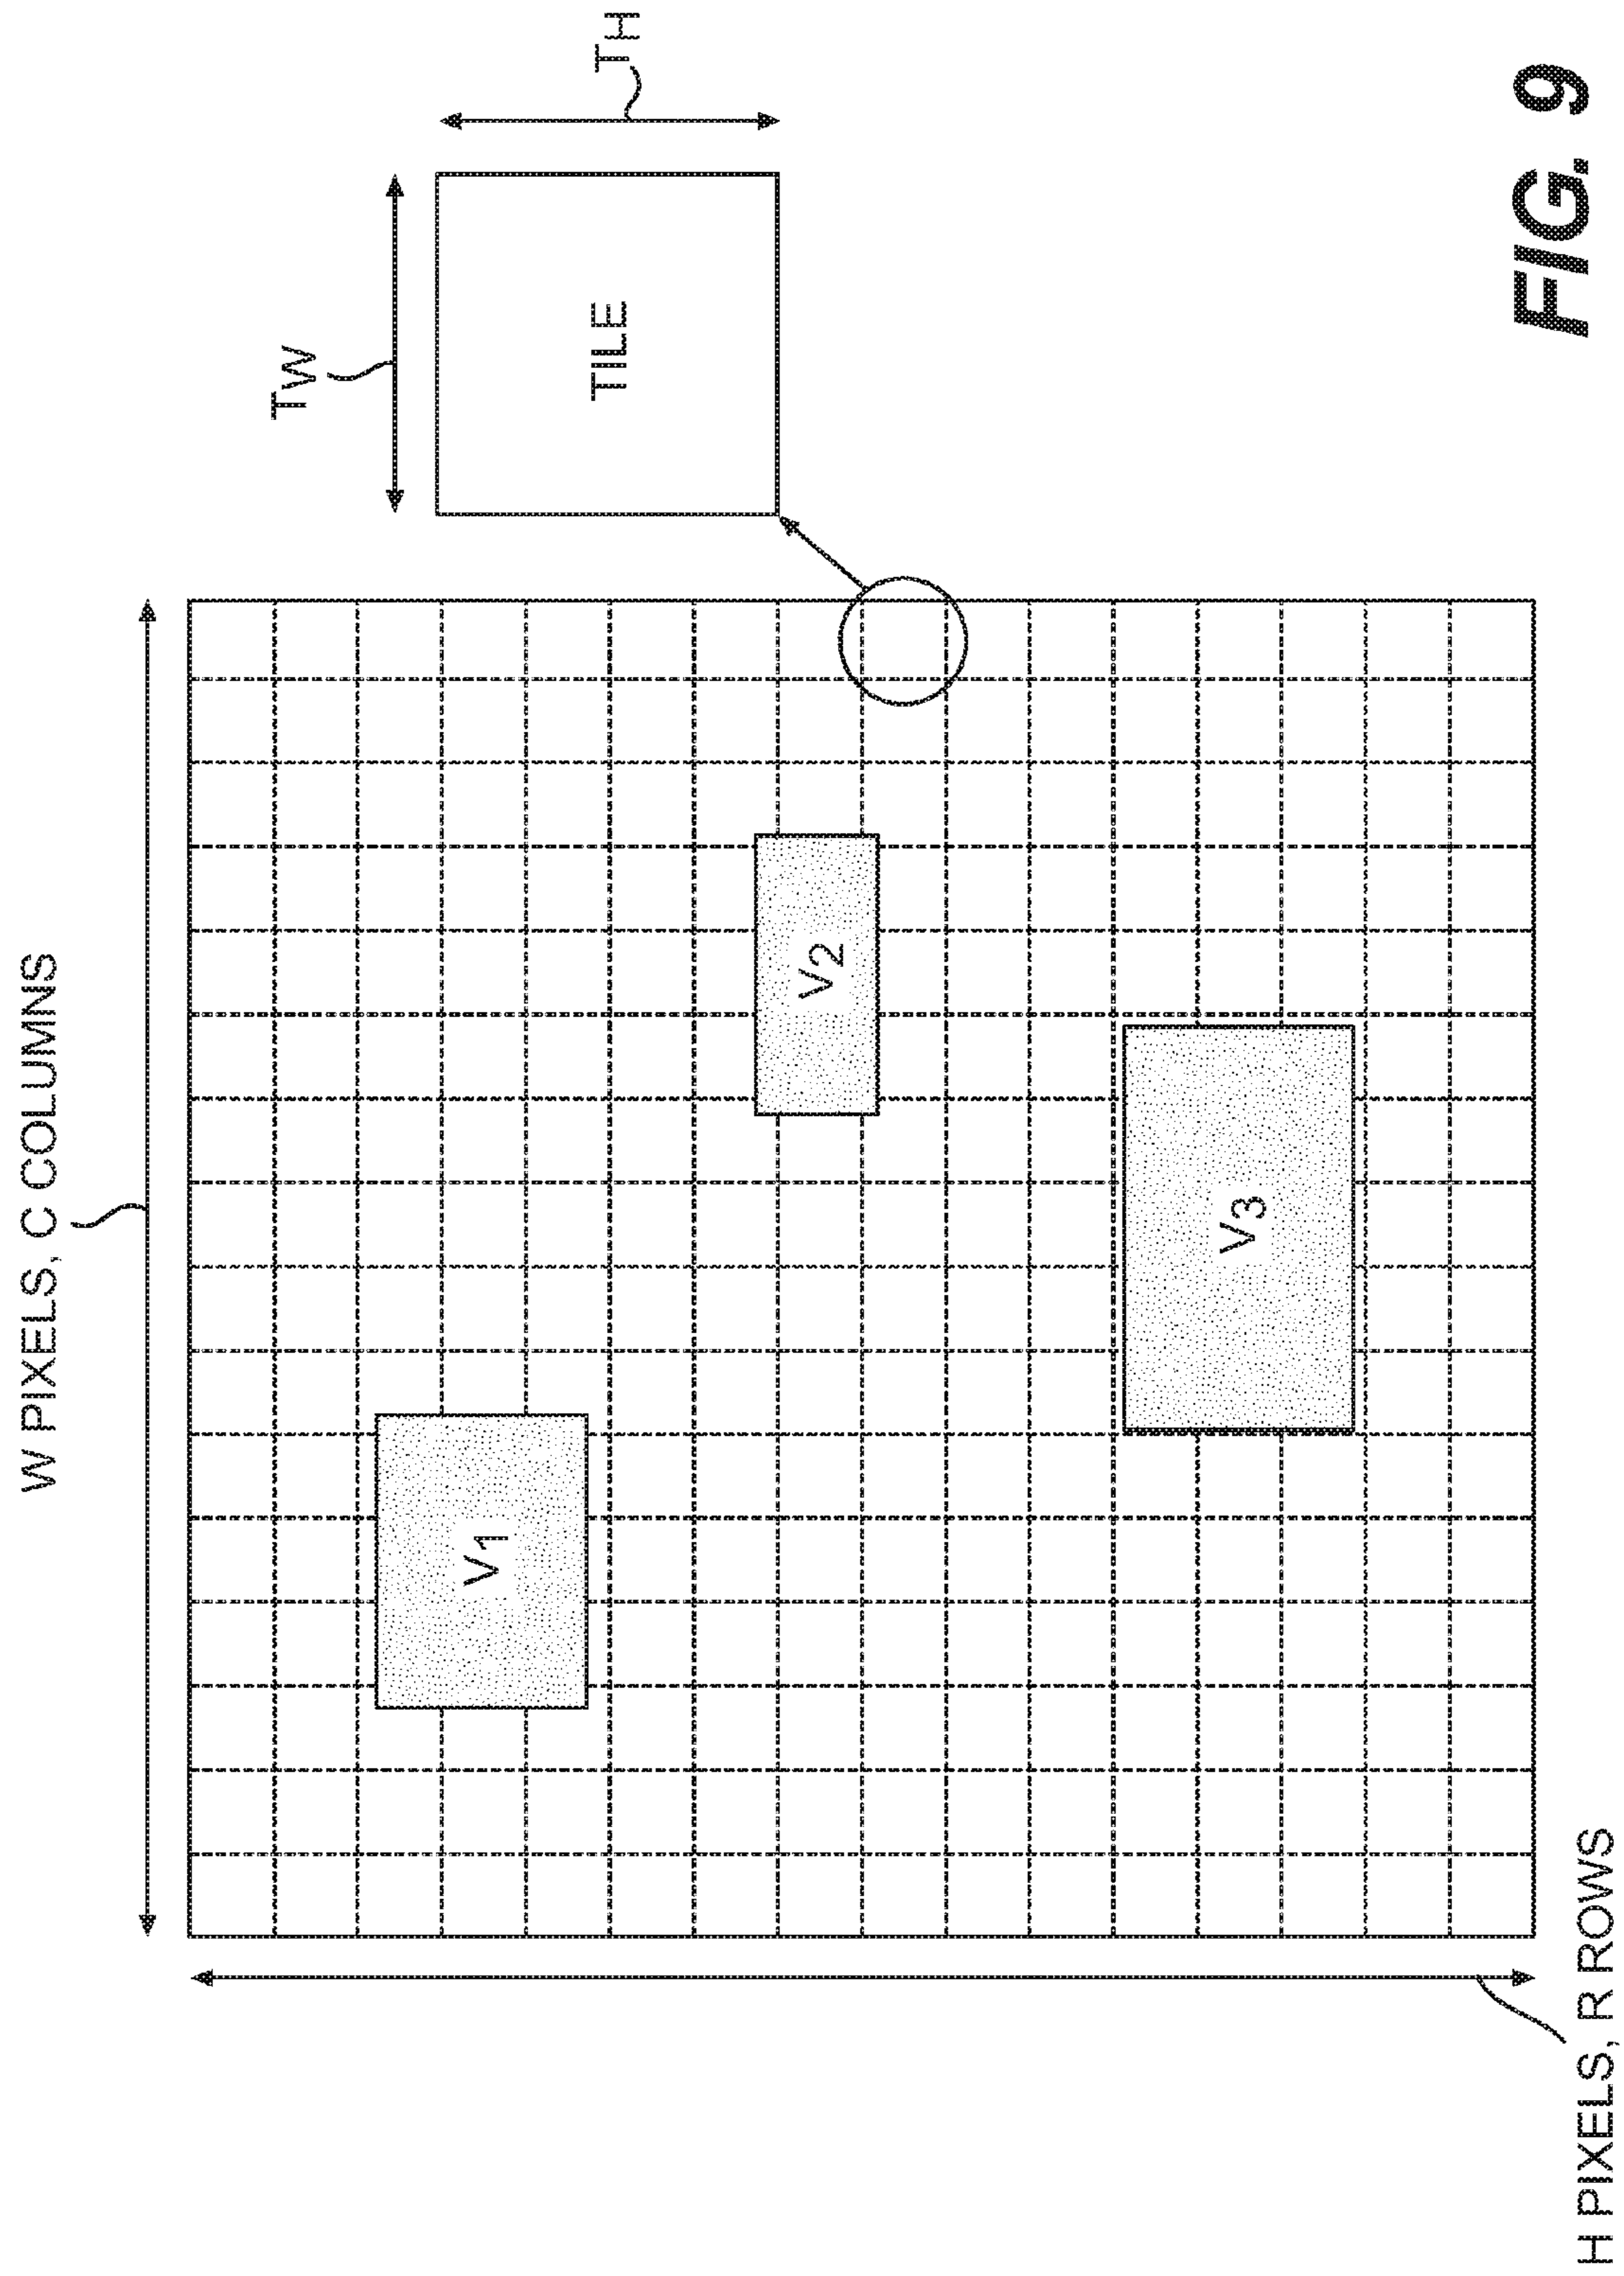 W PIXELS, C COLUMNS
TW
TH
TILE
V1
V2
V3
H PIXELS, R ROWS
FIG. 9